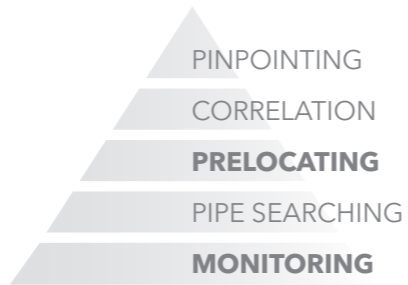 PINPOINTING
CORRELATION
PRELOCATING
PIPE SEARCHING
MONITORING